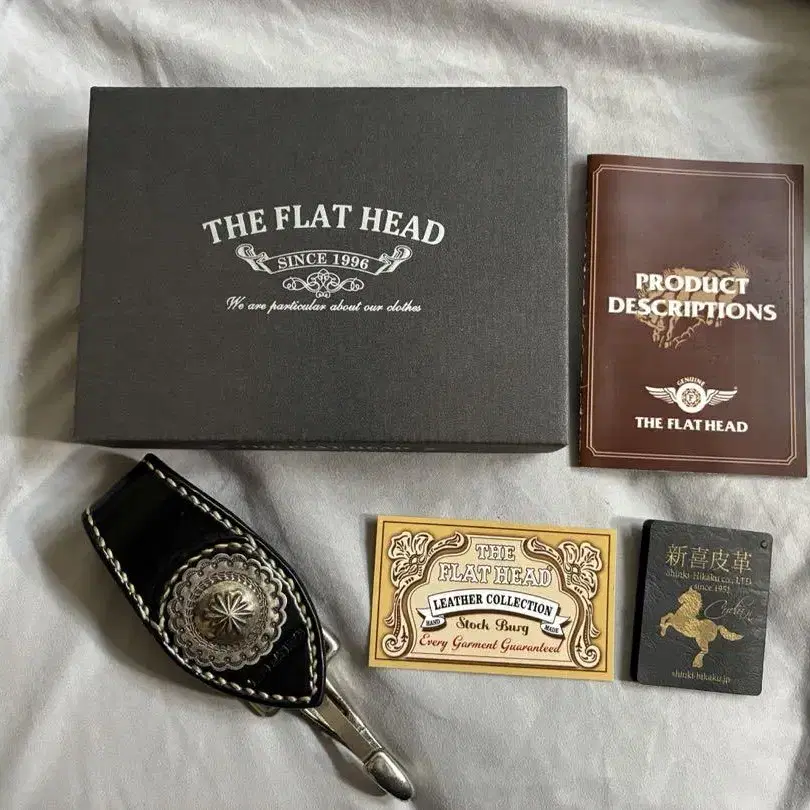 THE FLAT HEAD
SINCE 1996
We are particular about our clothes
PRODUCT
DESCRIPTIONS
GENUINE
F
THE FLAT HEAD
THE
FLAT HEAD
LEATHER COLLECTION
HAND
MADE
Stock Burg
Every Garment Guaranteed
新喜皮革
Shinki-Hikaku co., LTD.
since 1951
shinki-hikaku.jp